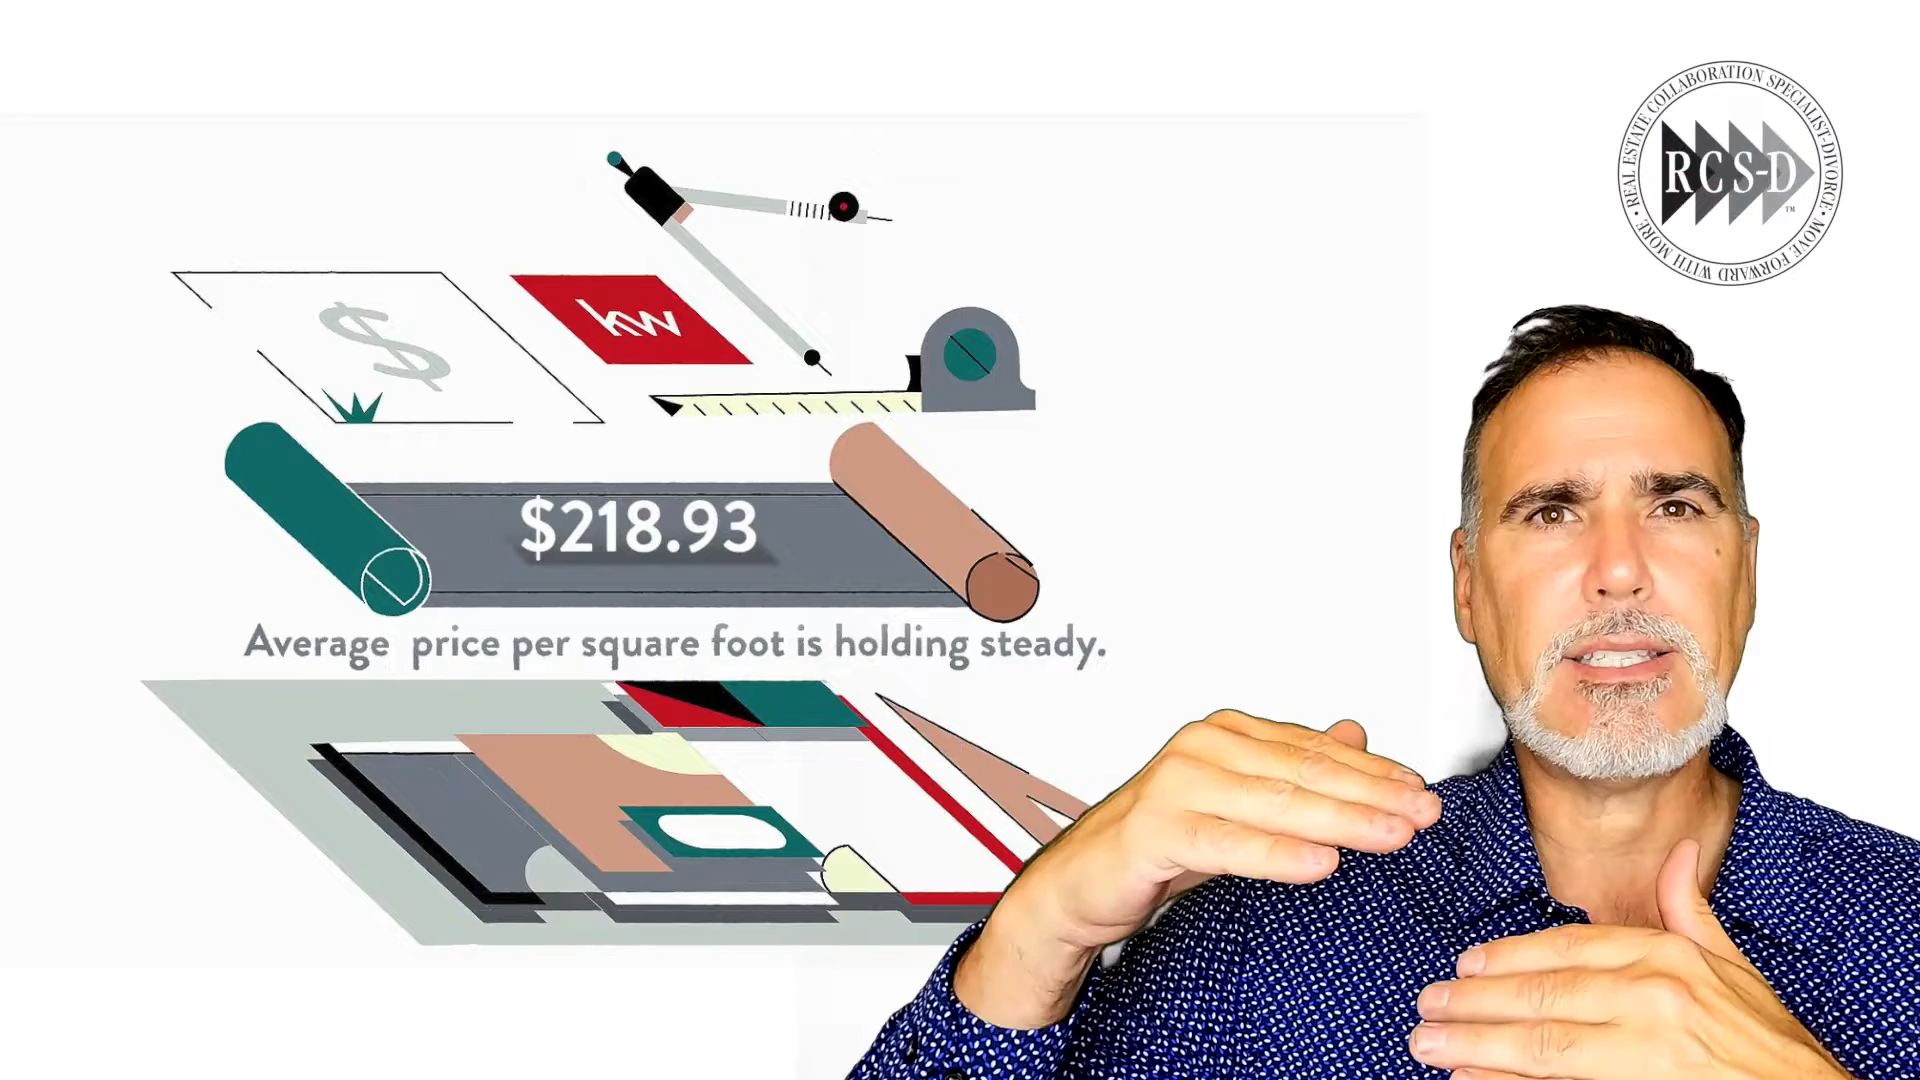 REAL ESTATE COLLABORATION SPECIALIST-DIVORCE • MOVE FORWARD WITH MORE •
RCS-D
™
$
kw
$218.93
Average price per square foot is holding steady.